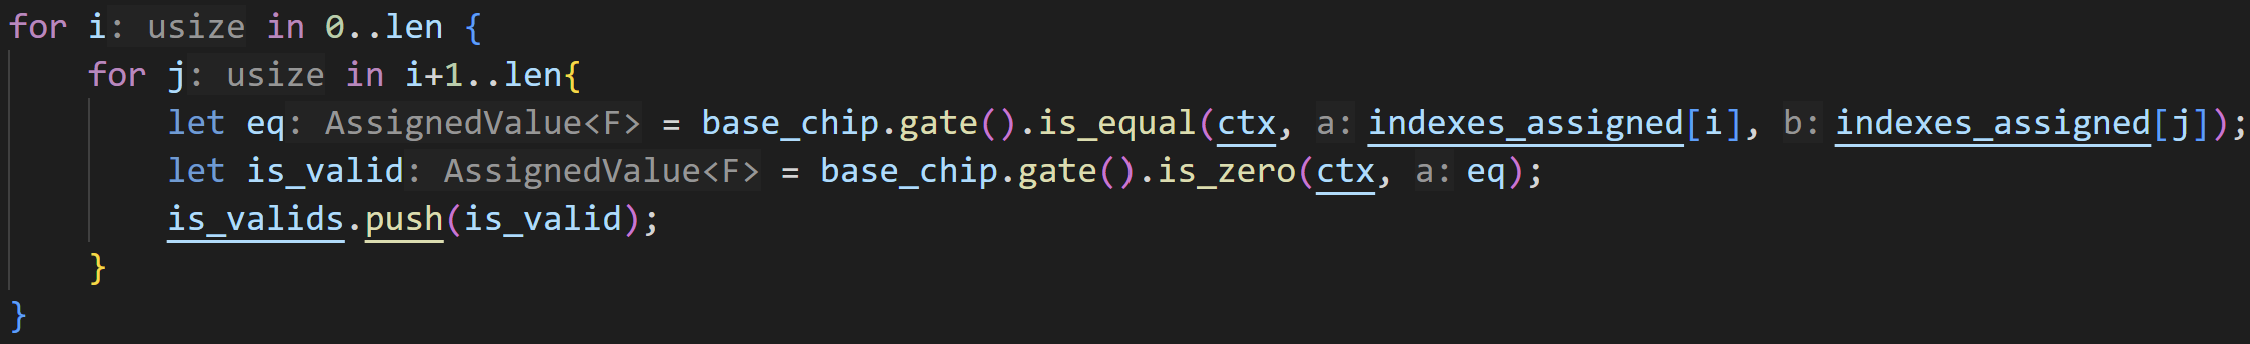 for i: usize in 0..len {
for j: usize in i+1..len{
let eq: AssignedValue<F> = base_chip.gate().is_equal(ctx, a: indexes_assigned[i], b: indexes_assigned[j]);
let is_valid: AssignedValue<F> = base_chip.gate().is_zero(ctx, a: eq);
is_valids.push(is_valid);
}
}